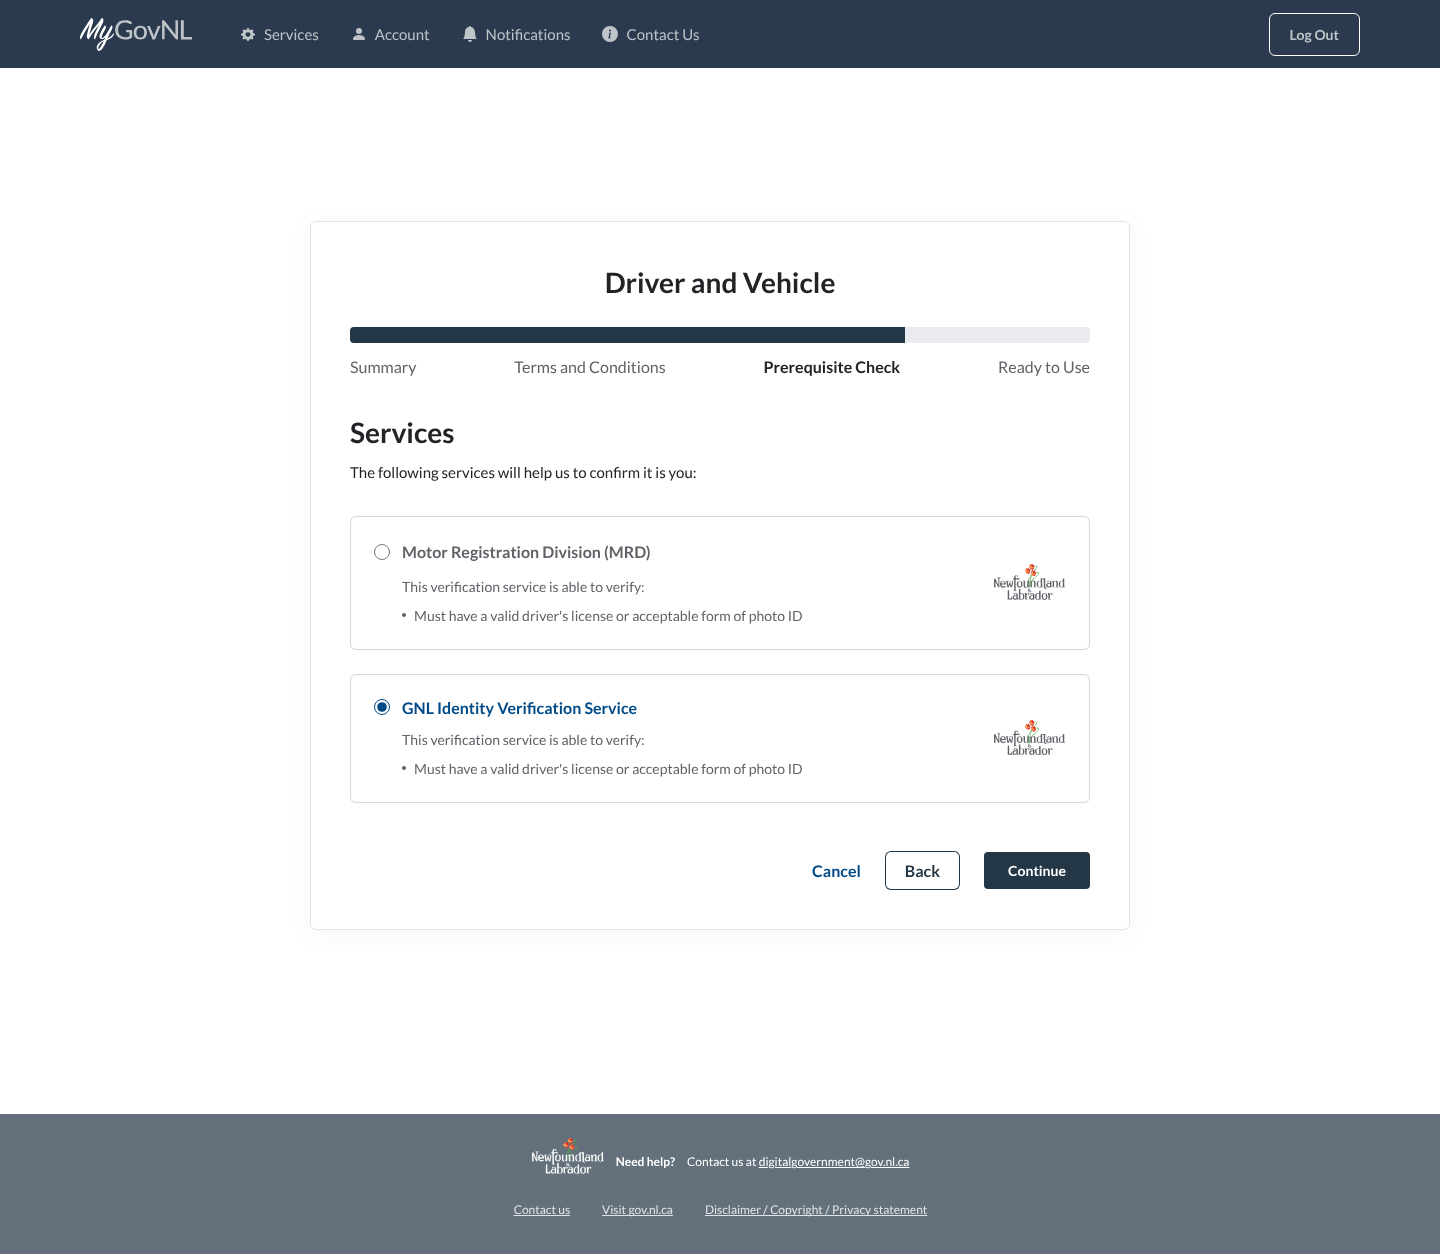 MyGovNL
Services
Account
Notifications
Contact Us
Log Out
Driver and Vehicle
Summary
Terms and Conditions
Prerequisite Check
Ready to Use
Services
The following services will help us to confirm it is you:
Motor Registration Division (MRD)
This verification service is able to verify:
• Must have a valid driver's license or acceptable form of photo ID
Newfoundland
Labrador
GNL Identity Verification Service
This verification service is able to verify:
• Must have a valid driver's license or acceptable form of photo ID
Newfoundland
Labrador
Cancel
Back
Continue
Newfoundland
Labrador
Need help? Contact us at digitalgovernment@gov.nl.ca
Contact us
Visit gov.nl.ca
Disclaimer / Copyright / Privacy statement